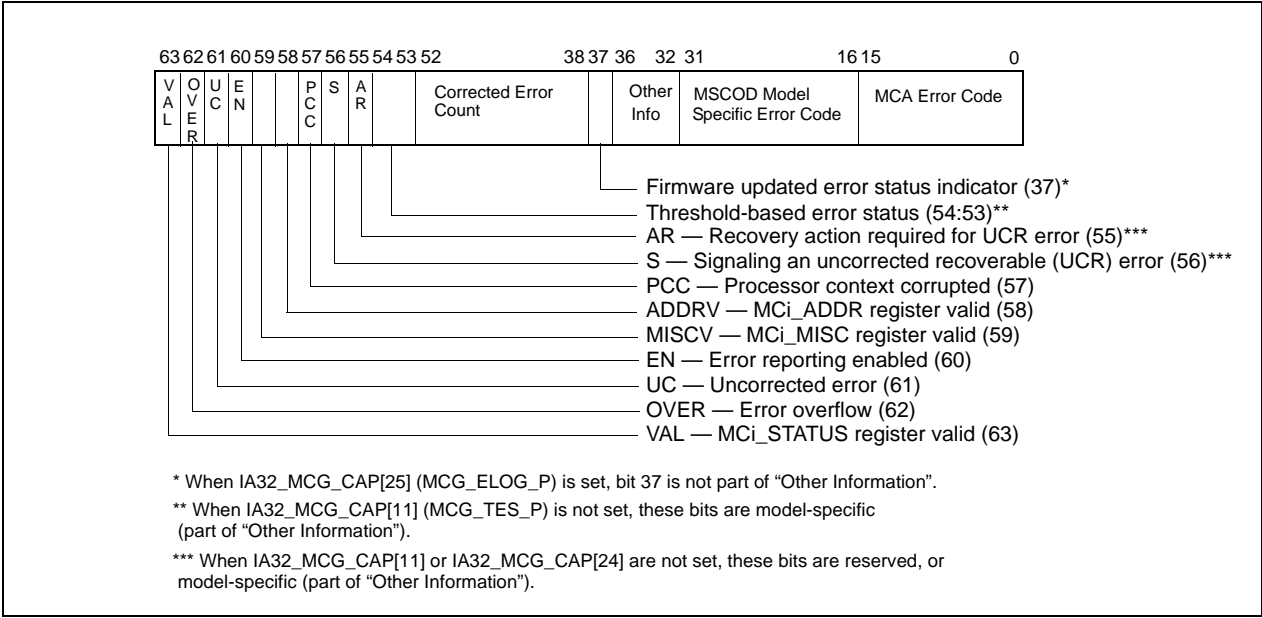 63 62 61 60 59 58 57 56 55 54 53 52 38 37 36 32 31 16 15 0
VAL
OVER
UC
EN
PCC
S
AR
Corrected Error
Count
Other
Info
MSCOD Model
Specific Error Code
MCA Error Code
Firmware updated error status indicator (37)*
Threshold-based error status (54:53)**
AR — Recovery action required for UCR error (55)***
S — Signaling an uncorrected recoverable (UCR) error (56)***
PCC — Processor context corrupted (57)
ADDRV — MCi_ADDR register valid (58)
MISCV — MCi_MISC register valid (59)
EN — Error reporting enabled (60)
UC — Uncorrected error (61)
OVER — Error overflow (62)
VAL — MCi_STATUS register valid (63)
* When IA32_MCG_CAP[25] (MCG_ELOG_P) is set, bit 37 is not part of “Other Information”.
** When IA32_MCG_CAP[11] (MCG_TES_P) is not set, these bits are model-specific
(part of “Other Information”).
*** When IA32_MCG_CAP[11] or IA32_MCG_CAP[24] are not set, these bits are reserved, or
model-specific (part of “Other Information”).